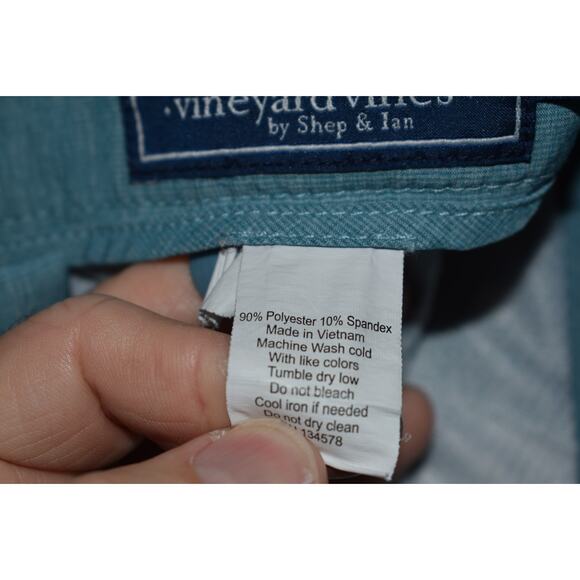 vineyard vines
by Shep & Ian
90% Polyester 10% Spandex
Made in Vietnam
Machine Wash cold
With like colors
Tumble dry low
Do not bleach
Cool iron if needed
Do not dry clean
134578